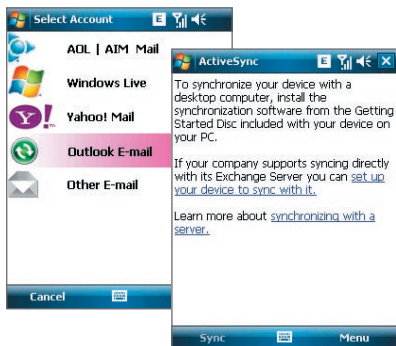 Select Account
E
AOL | AIM Mail
Windows Live
Yahoo! Mail
Outlook E-mail
Other E-mail
Cancel
ActiveSync
E
To synchronize your device with a
desktop computer, install the
synchronization software from the Getting
Started Disc included with your device on
your PC.
If your company supports syncing directly
with its Exchange Server you can set up
your device to sync with it.
Learn more about synchronizing with a
server.
Sync
Menu